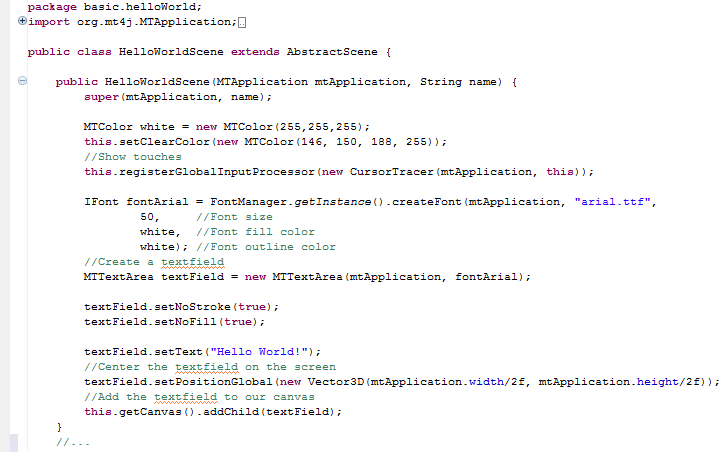 package basic.helloWorld;
import org.mt4j.MTApplication;

public class HelloWorldScene extends AbstractScene {

    public HelloWorldScene(MTApplication mtApplication, String name) {
        super(mtApplication, name);

        MTColor white = new MTColor(255,255,255);
        this.setClearColor(new MTColor(146, 150, 188, 255));
        //Show touches
        this.registerGlobalInputProcessor(new CursorTracer(mtApplication, this));

        IFont fontArial = FontManager.getInstance().createFont(mtApplication, "arial.ttf",
                50,     //Font size
                white,  //Font fill color
                white); //Font outline color
        //Create a textfield
        MTTextArea textField = new MTTextArea(mtApplication, fontArial);

        textField.setNoStroke(true);
        textField.setNoFill(true);

        textField.setText("Hello World!");
        //Center the textfield on the screen
        textField.setPositionGlobal(new Vector3D(mtApplication.width/2f, mtApplication.height/2f));
        //Add the textfield to our canvas
        this.getCanvas().addChild(textField);
    }
    //...